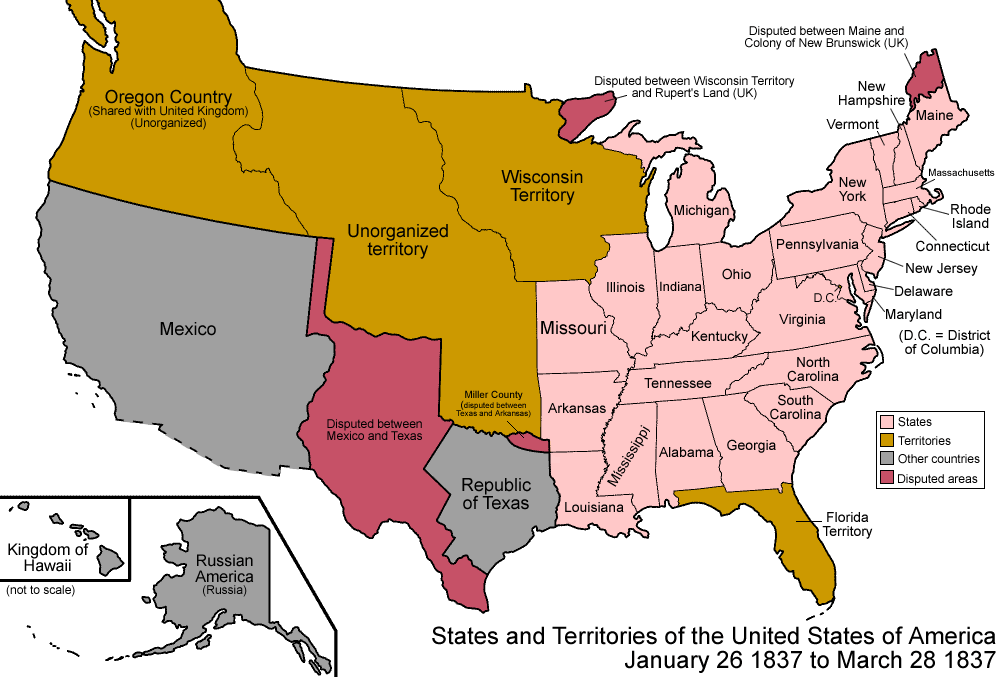 Disputed between Maine and
Colony of New Brunswick (UK)
Disputed between Wisconsin Territory
and Rupert's Land (UK)
Oregon Country
(Shared with United Kingdom)
(Unorganized)
New
Hampshire
Vermont
Maine
Massachusetts
Wisconsin
Territory
New
York
Michigan
Rhode
Island
Unorganized
territory
Pennsylvania
Connecticut
New Jersey
Ohio
Illinois
Indiana
Delaware
D.C.
Maryland
Mexico
Missouri
Virginia
Kentucky
(D.C. = District
of Columbia)
North
Carolina
Tennessee
Miller County
(disputed between
Texas and Arkansas)
Arkansas
South
Carolina
Disputed between
Mexico and Texas
Mississippi
Alabama
Georgia
States
Territories
Other countries
Disputed areas
Republic
of Texas
Louisiana
Florida
Territory
Kingdom of
Hawaii
(not to scale)
Russian
America
(Russia)
States and Territories of the United States of America
January 26 1837 to March 28 1837